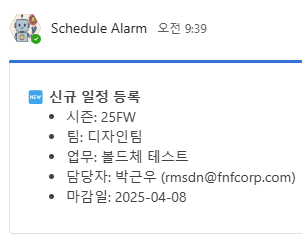 Schedule Alarm 오전 9:39
NEW 신규 일정 등록
• 시즌: 25FW
• 팀: 디자인팀
• 업무: 볼드체 테스트
• 담당자: 박근우 (rmsdn@fnfcorp.com)
• 마감일: 2025-04-08